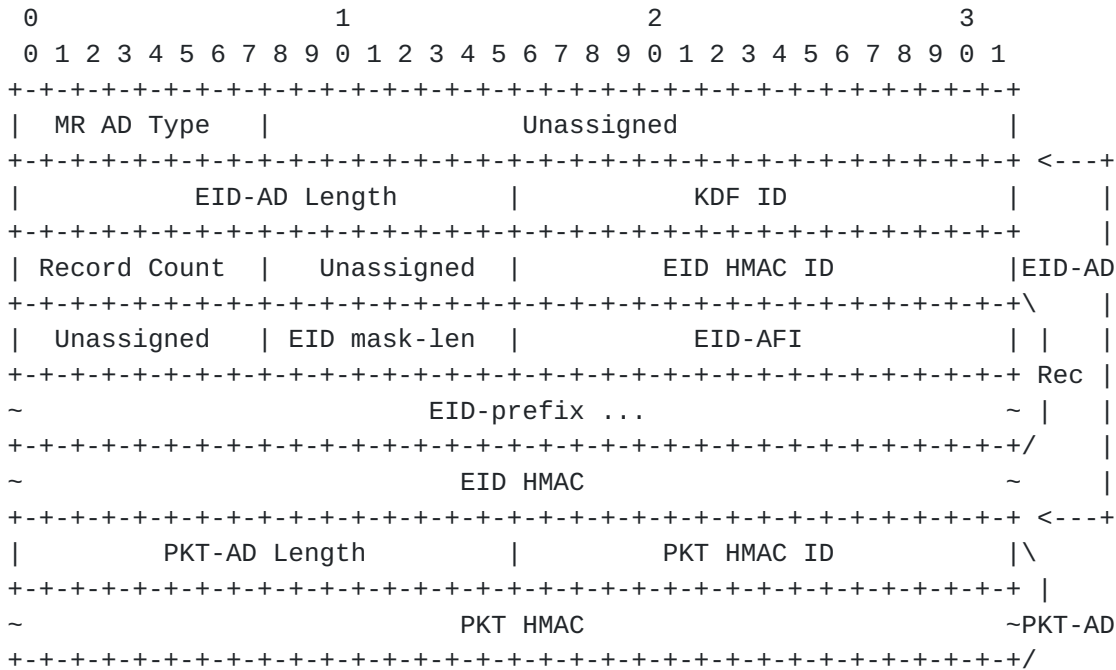 0                   1                   2                   3
 0 1 2 3 4 5 6 7 8 9 0 1 2 3 4 5 6 7 8 9 0 1 2 3 4 5 6 7 8 9 0 1
+-+-+-+-+-+-+-+-+-+-+-+-+-+-+-+-+-+-+-+-+-+-+-+-+-+-+-+-+-+-+-+-+
|  MR AD Type   |                Unassigned                     |
+-+-+-+-+-+-+-+-+-+-+-+-+-+-+-+-+-+-+-+-+-+-+-+-+-+-+-+-+-+-+-+-+ <---+
|           EID-AD Length       |           KDF ID              |     |
+-+-+-+-+-+-+-+-+-+-+-+-+-+-+-+-+-+-+-+-+-+-+-+-+-+-+-+-+-+-+-+-+     |
| Record Count  |   Unassigned  |         EID HMAC ID           |EID-AD
+-+-+-+-+-+-+-+-+-+-+-+-+-+-+-+-+-+-+-+-+-+-+-+-+-+-+-+-+-+-+-+-+\    |
|  Unassigned   | EID mask-len  |           EID-AFI             | |   |
+-+-+-+-+-+-+-+-+-+-+-+-+-+-+-+-+-+-+-+-+-+-+-+-+-+-+-+-+-+-+-+-+ Rec |
~                          EID-prefix ...                       ~ |   |
+-+-+-+-+-+-+-+-+-+-+-+-+-+-+-+-+-+-+-+-+-+-+-+-+-+-+-+-+-+-+-+-+/    |
~                            EID HMAC                           ~     |
+-+-+-+-+-+-+-+-+-+-+-+-+-+-+-+-+-+-+-+-+-+-+-+-+-+-+-+-+-+-+-+-+ <---+
|         PKT-AD Length         |         PKT HMAC ID           |\
+-+-+-+-+-+-+-+-+-+-+-+-+-+-+-+-+-+-+-+-+-+-+-+-+-+-+-+-+-+-+-+-+ |
~                            PKT HMAC                           ~PKT-AD
+-+-+-+-+-+-+-+-+-+-+-+-+-+-+-+-+-+-+-+-+-+-+-+-+-+-+-+-+-+-+-+-+/